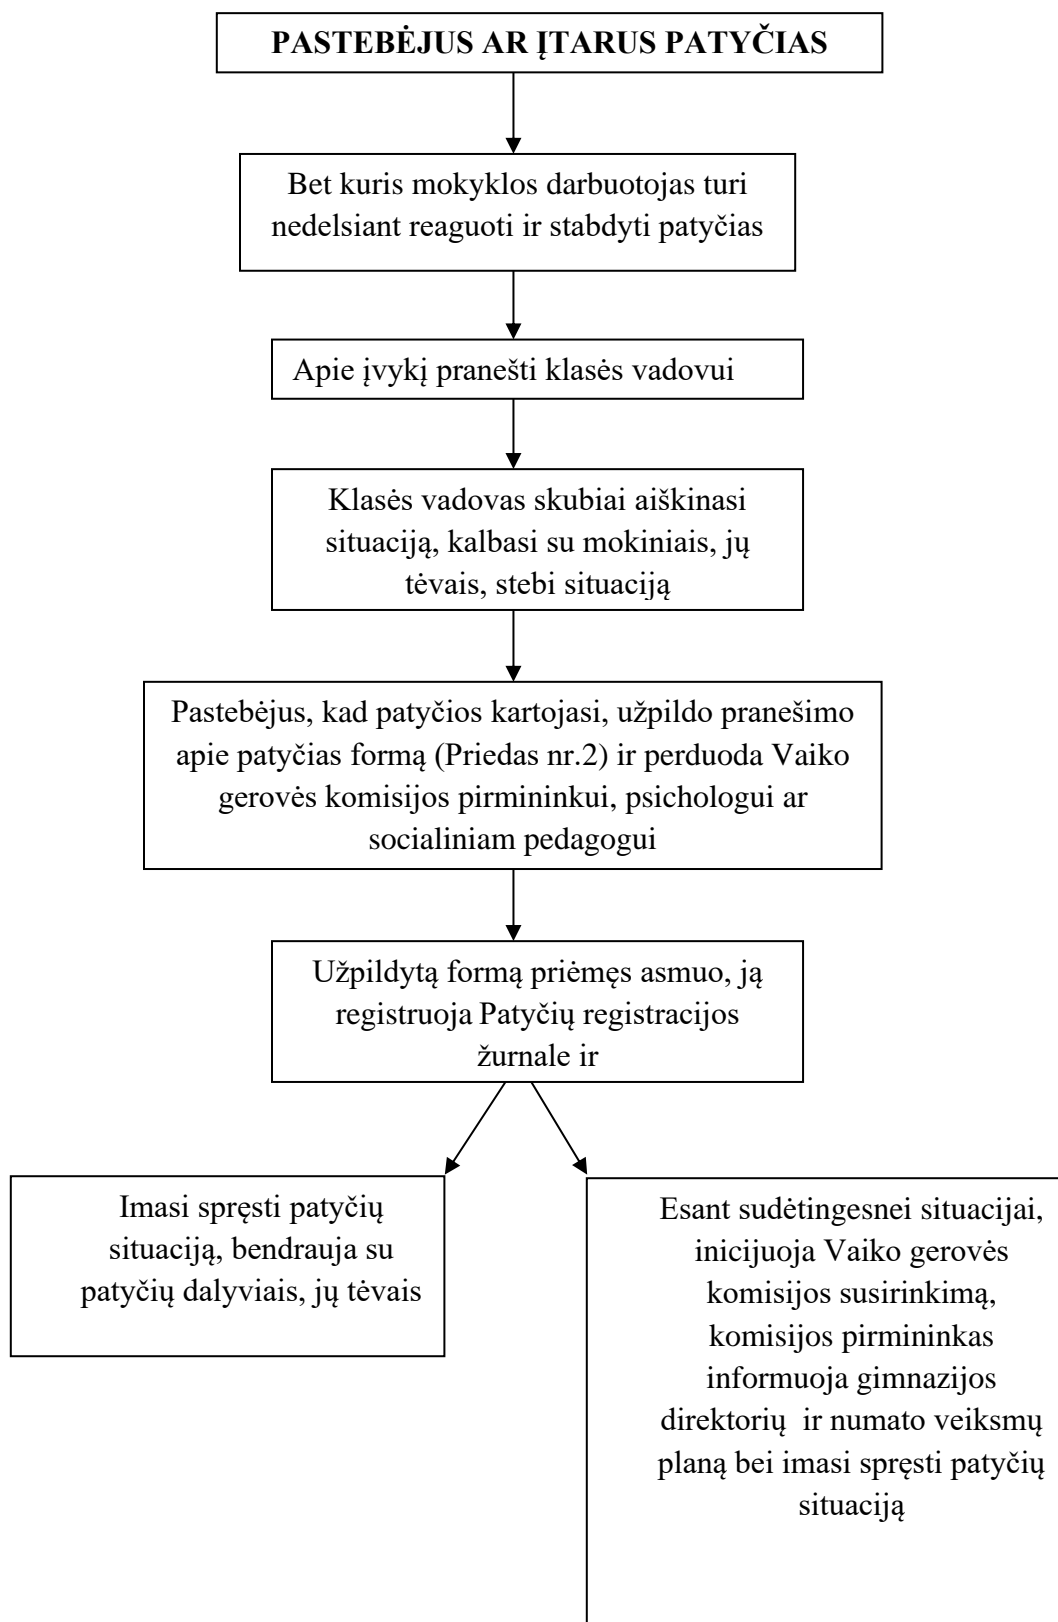 PASTEBĖJUS AR ĮTARUS PATYČIAS
Bet kuris mokyklos darbuotojas turi
nedelsiant reaguoti ir stabdyti patyčias
Apie įvykį pranešti klasės vadovui
Klasės vadovas skubiai aiškinasi
situaciją, kalbasi su mokiniais, jų
tėvais, stebi situaciją
Pastebėjus, kad patyčios kartojasi, užpildo pranešimo
apie patyčias formą (Priedas nr.2) ir perduoda Vaiko
gerovės komisijos pirmininkui, psichologui ar
socialiniam pedagogui
Užpildytą formą priėmęs asmuo, ją
registruoja Patyčių registracijos
žurnale ir
Imasi spręsti patyčių
situaciją, bendrauja su
patyčių dalyviais, jų tėvais
Esant sudėtingesnei situacijai,
inicijuoja Vaiko gerovės
komisijos susirinkimą,
komisijos pirmininkas
informuoja gimnazijos
direktorių  ir numato veiksmų
planą bei imasi spręsti patyčių
situaciją